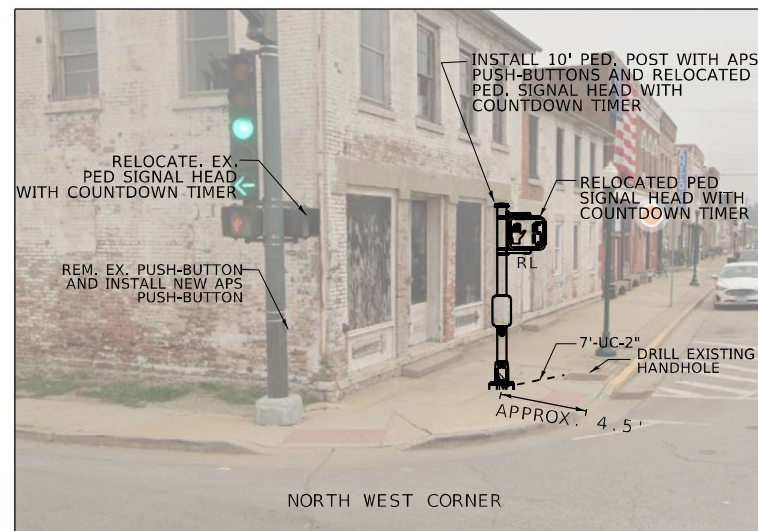 INSTALL 10' PED. POST WITH APS
PUSH-BUTTONS AND RELOCATED
PED. SIGNAL HEAD WITH
COUNTDOWN TIMER
RELOCATE. EX.
PED SIGNAL HEAD
WITH COUNTDOWN TIMER
RELOCATED PED
SIGNAL HEAD WITH
COUNTDOWN TIMER
RL
REM. EX. PUSH-BUTTON
AND INSTALL NEW APS
PUSH-BUTTON
7'-UC-2"
DRILL EXISTING
HANDHOLE
APPROX. 4.5'
NORTH WEST CORNER